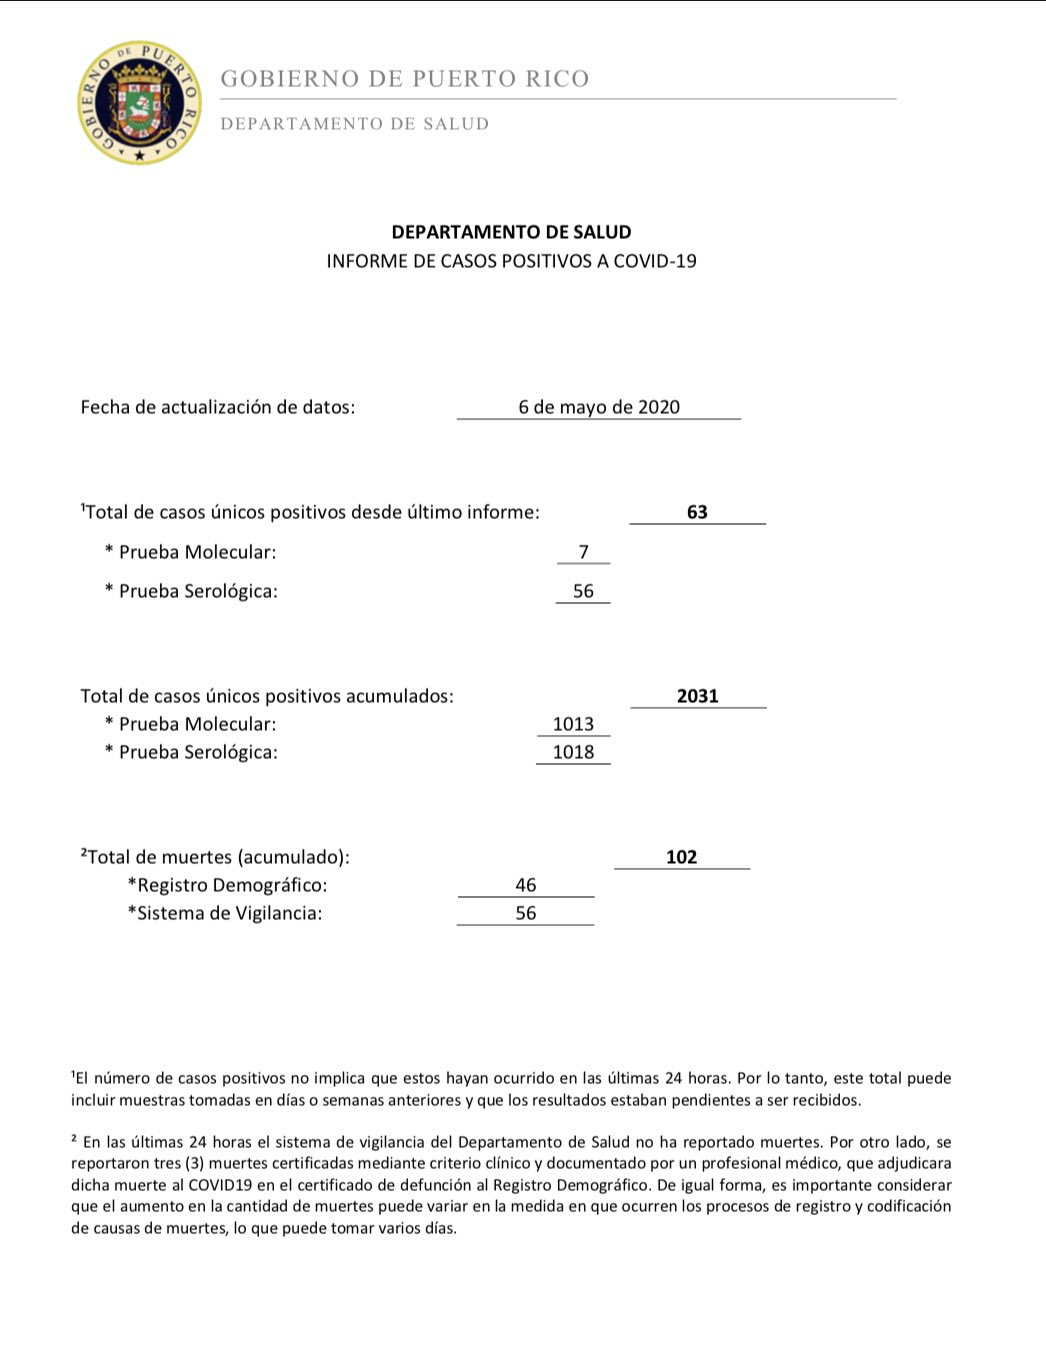 GOBIERNO DE PUERTO RICO
GOBIERNO DE PUERTO RICO
DEPARTAMENTO DE SALUD
DEPARTAMENTO DE SALUD
INFORME DE CASOS POSITIVOS A COVID-19
Fecha de actualización de datos: 6 de mayo de 2020
¹Total de casos únicos positivos desde último informe: 63
* Prueba Molecular: 7
* Prueba Serológica: 56
Total de casos únicos positivos acumulados: 2031
* Prueba Molecular: 1013
* Prueba Serológica: 1018
²Total de muertes (acumulado): 102
*Registro Demográfico: 46
*Sistema de Vigilancia: 56
¹El número de casos positivos no implica que estos hayan ocurrido en las últimas 24 horas. Por lo tanto, este total puede
incluir muestras tomadas en días o semanas anteriores y que los resultados estaban pendientes a ser recibidos.
² En las últimas 24 horas el sistema de vigilancia del Departamento de Salud no ha reportado muertes. Por otro lado, se
reportaron tres (3) muertes certificadas mediante criterio clínico y documentado por un profesional médico, que adjudicara
dicha muerte al COVID19 en el certificado de defunción al Registro Demográfico. De igual forma, es importante considerar
que el aumento en la cantidad de muertes puede variar en la medida en que ocurren los procesos de registro y codificación
de causas de muertes, lo que puede tomar varios días.